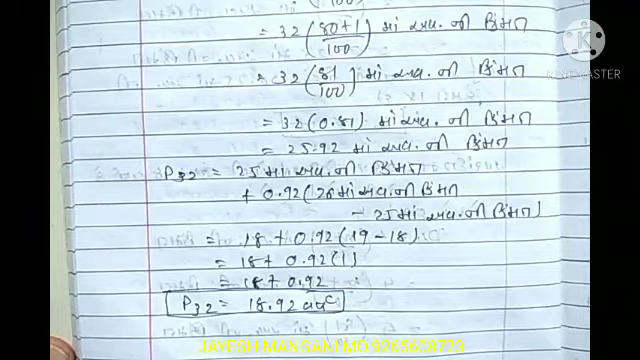 = 32 (80+1/100) માં અવ. ની કિંમત
= 32 (81/100) માં અવ. ની કિંમત
= 32 (0.81) માં અવ. ની કિંમત
= 25.92 માં અવ. ની કિંમત
P32 = 25 માં અવ. ની કિંમત
+ 0.92 (26 માં અવ. ની કિંમત
- 25 માં અવ. ની કિંમત)
= 18 + 0.92 (19 - 18)
= 18 + 0.92 (1)
= 18 + 0.92
P32 = 18.92 વર્ષ
KINEMASTER
JAYESH MANGANI MO 9265608723